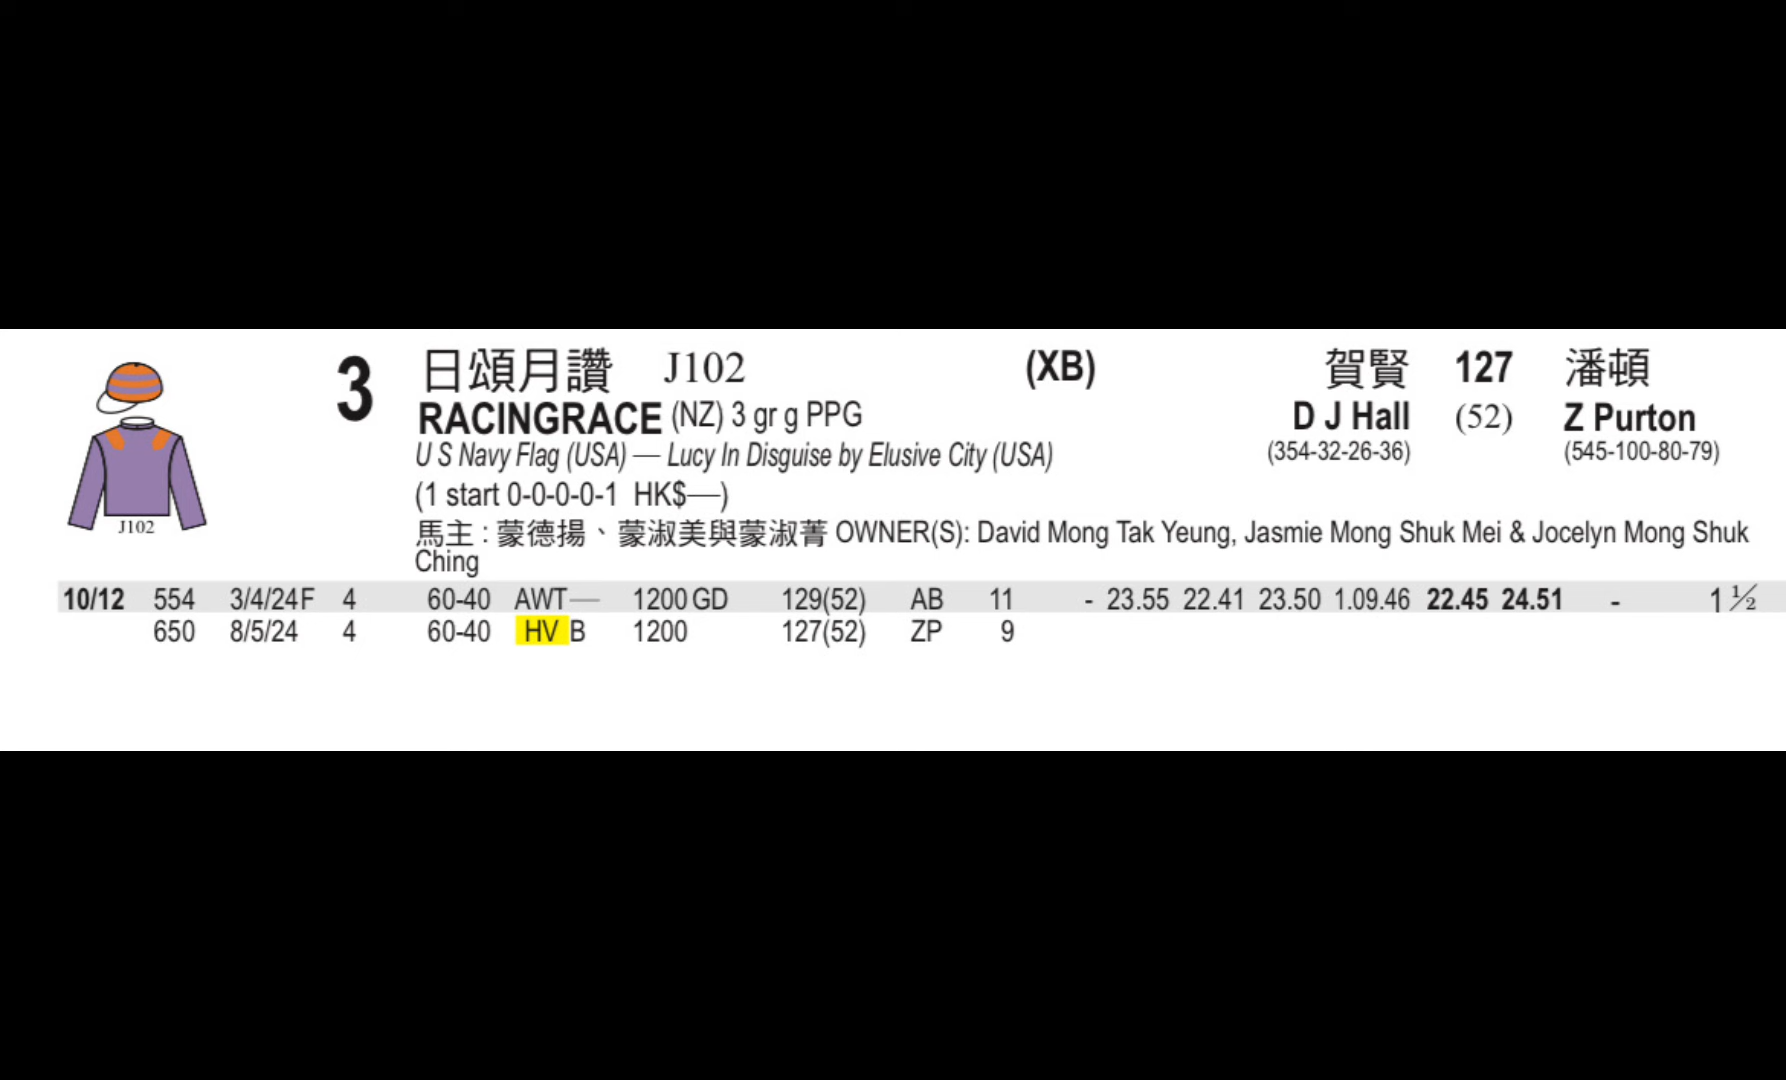 3 日頌月讚 J102 (XB) 賀賢 127 潘頓
RACINGRACE (NZ) 3 gr g PPG D J Hall (52) Z Purton
U S Navy Flag (USA) — Lucy In Disguise by Elusive City (USA) (354-32-26-36) (545-100-80-79)
(1 start 0-0-0-0-1 HK$—)
J102
馬主 : 蒙德揚、蒙淑美與蒙淑菁 OWNER(S): David Mong Tak Yeung, Jasmie Mong Shuk Mei & Jocelyn Mong Shuk
Ching
10/12 554 3/4/24F 4 60-40 AWT— 1200 GD 129(52) AB 11 - 23.55 22.41 23.50 1.09.46 22.45 24.51 - 1 ½
650 8/5/24 4 60-40 HV B 1200 127(52) ZP 9